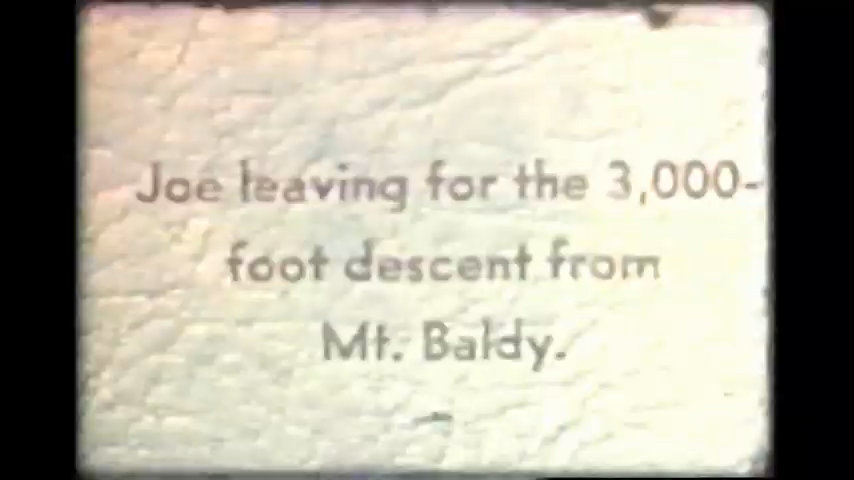 Joe leaving for the 3,000-
foot descent from
Mt. Baldy.